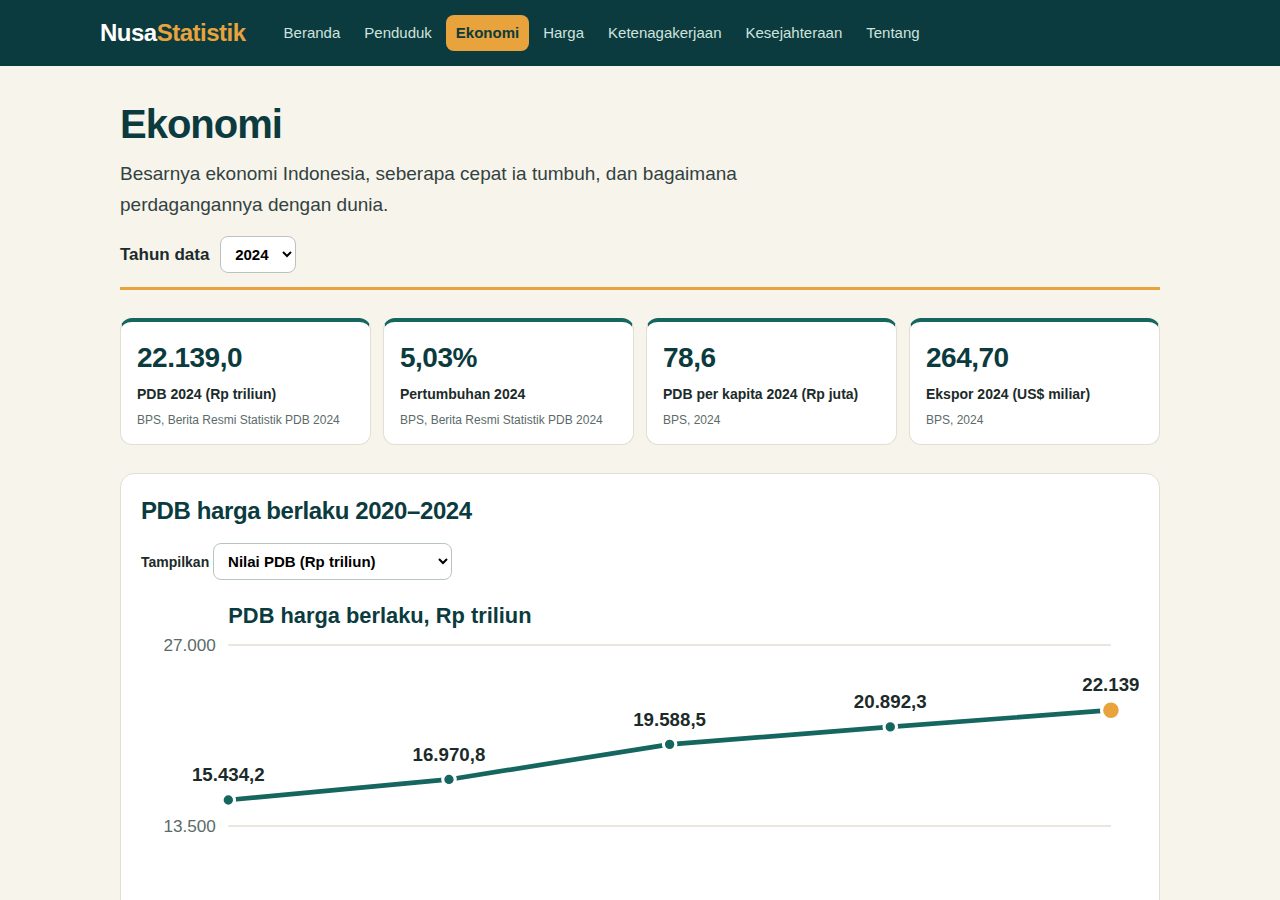 NusaStatistik
Beranda
Penduduk
Ekonomi
Harga
Ketenagakerjaan
Kesejahteraan
Tentang
Ekonomi
Besarnya ekonomi Indonesia, seberapa cepat ia tumbuh, dan bagaimana
perdagangannya dengan dunia.
Tahun data 2024
22.139,0
PDB 2024 (Rp triliun)
BPS, Berita Resmi Statistik PDB 2024
5,03%
Pertumbuhan 2024
BPS, Berita Resmi Statistik PDB 2024
78,6
PDB per kapita 2024 (Rp juta)
BPS, 2024
264,70
Ekspor 2024 (US$ miliar)
BPS, 2024
PDB harga berlaku 2020–2024
Tampilkan Nilai PDB (Rp triliun)
PDB harga berlaku, Rp triliun
27.000
15.434,2
16.970,8
19.588,5
20.892,3
22.139
13.500